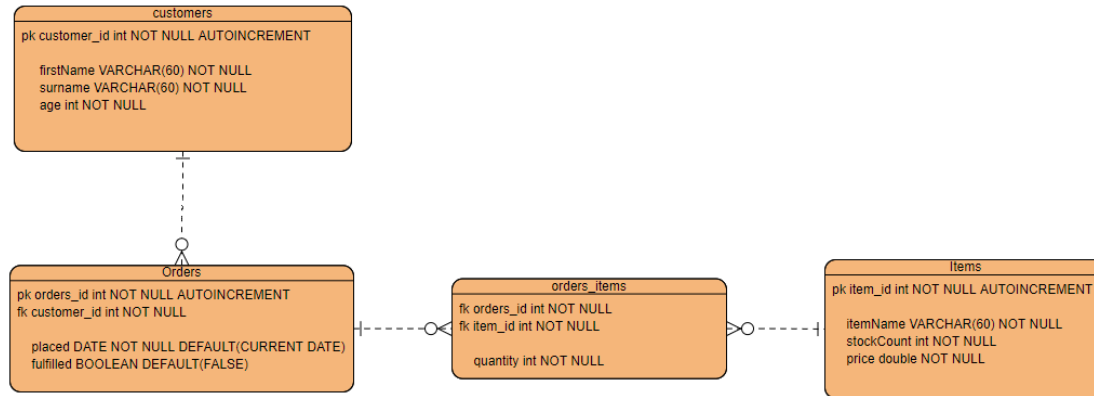 customers
pk customer_id int NOT NULL AUTOINCREMENT
firstName VARCHAR(60) NOT NULL
surname VARCHAR(60) NOT NULL
age int NOT NULL
Orders
pk orders_id int NOT NULL AUTOINCREMENT
fk customer_id int NOT NULL
placed DATE NOT NULL DEFAULT(CURRENT DATE)
fulfilled BOOLEAN DEFAULT(FALSE)
orders_items
fk orders_id int NOT NULL
fk item_id int NOT NULL
quantity int NOT NULL
Items
pk item_id int NOT NULL AUTOINCREMENT
itemName VARCHAR(60) NOT NULL
stockCount int NOT NULL
price double NOT NULL